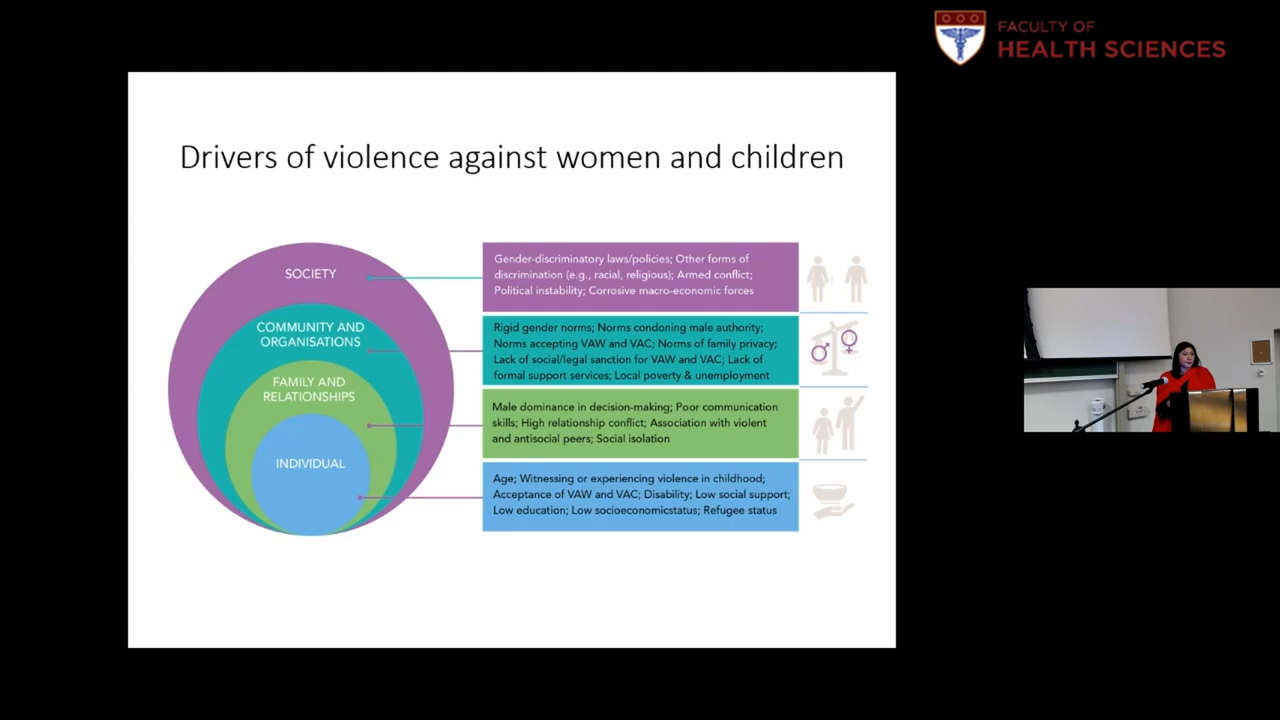 FACULTY OF
HEALTH SCIENCES
Drivers of violence against women and children
SOCIETY
Gender-discriminatory laws/policies; Other forms of
discrimination (e.g., racial, religious); Armed conflict;
Political instability; Corrosive macro-economic forces
COMMUNITY AND
ORGANISATIONS
Rigid gender norms; Norms condoning male authority;
Norms accepting VAW and VAC; Norms of family privacy;
Lack of social/legal sanction for VAW and VAC; Lack of
formal support services; Local poverty & unemployment
FAMILY AND
RELATIONSHIPS
Male dominance in decision-making; Poor communication
skills; High relationship conflict; Association with violent
and antisocial peers; Social isolation
INDIVIDUAL
Age; Witnessing or experiencing violence in childhood;
Acceptance of VAW and VAC; Disability; Low social support;
Low education; Low socioeconomicstatus; Refugee status